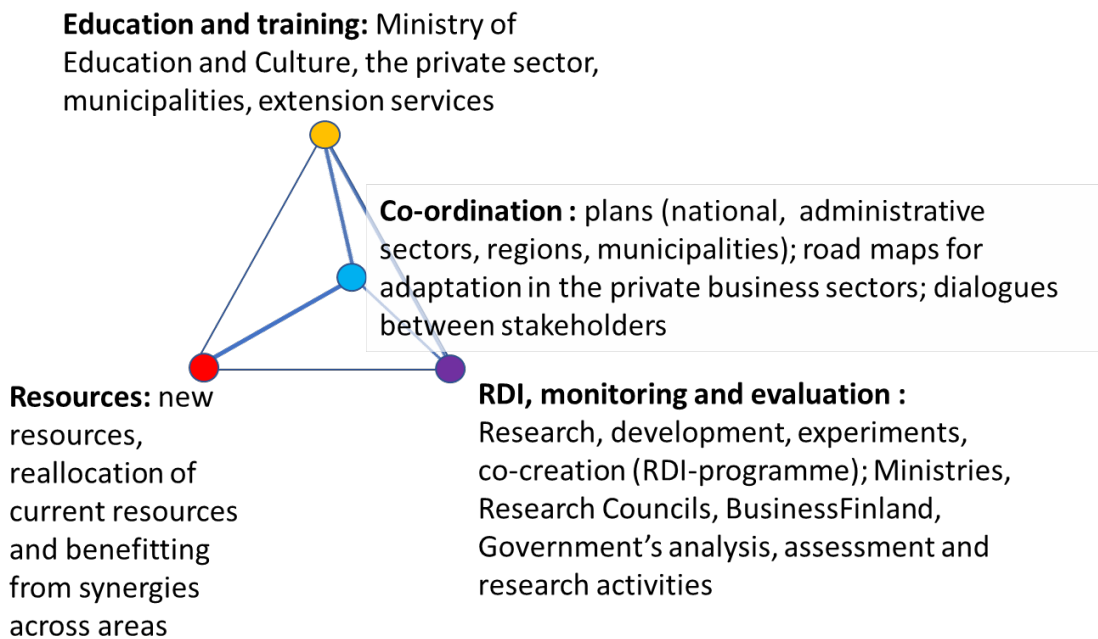 Education and training: Ministry of
Education and Culture, the private sector,
municipalities, extension services
Co-ordination : plans (national, administrative
sectors, regions, municipalities); road maps for
adaptation in the private business sectors; dialogues
between stakeholders
Resources: new
resources,
reallocation of
current resources
and benefitting
from synergies
across areas
RDI, monitoring and evaluation :
Research, development, experiments,
co-creation (RDI-programme); Ministries,
Research Councils, BusinessFinland,
Government’s analysis, assessment and
research activities